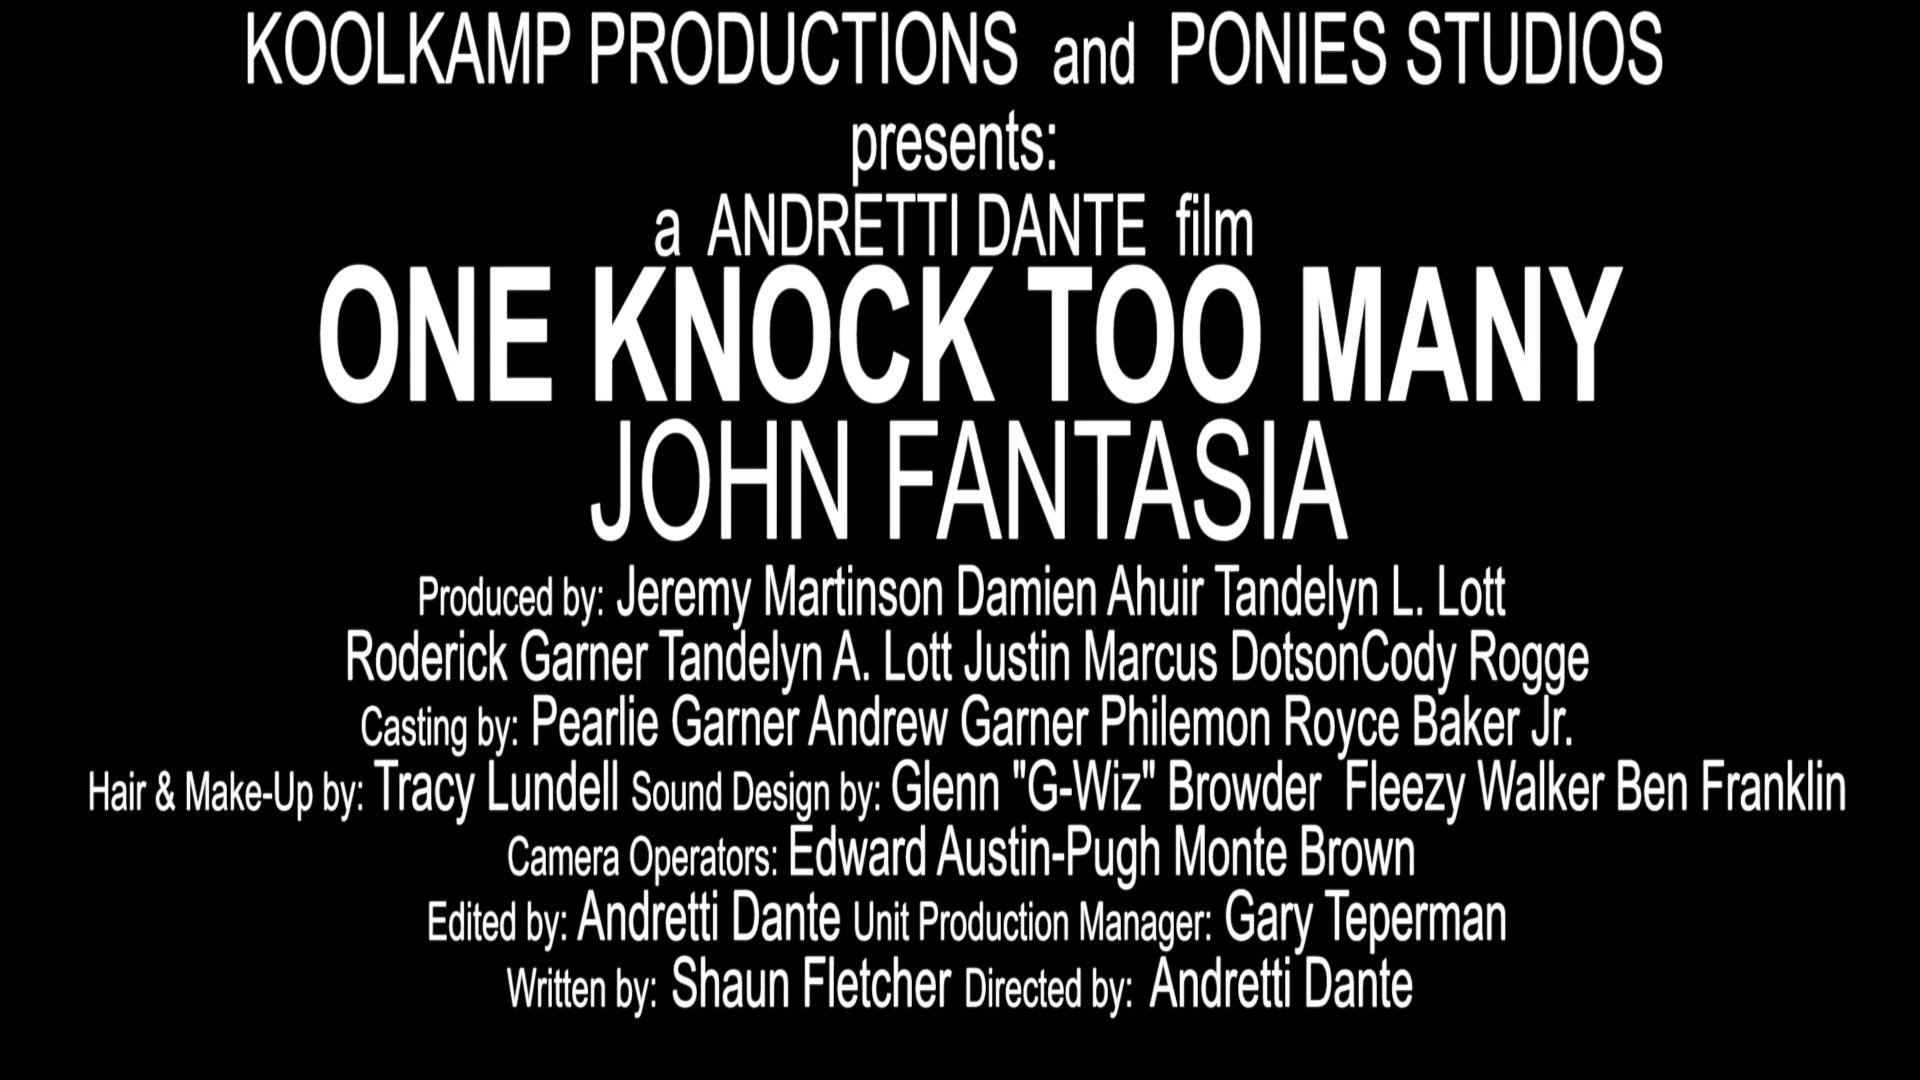 KOOLKAMP PRODUCTIONS and PONIES STUDIOS
presents:
a ANDRETTI DANTE film
ONE KNOCK TOO MANY
JOHN FANTASIA
Produced by: Jeremy Martinson Damien Ahuir Tandelyn L. Lott
Roderick Garner Tandelyn A. Lott Justin Marcus DotsonCody Rogge
Casting by: Pearlie Garner Andrew Garner Philemon Royce Baker Jr.
Hair & Make-Up by: Tracy Lundell Sound Design by: Glenn "G-Wiz" Browder Fleezy Walker Ben Franklin
Camera Operators: Edward Austin-Pugh Monte Brown
Edited by: Andretti Dante Unit Production Manager: Gary Teperman
Written by: Shaun Fletcher Directed by: Andretti Dante